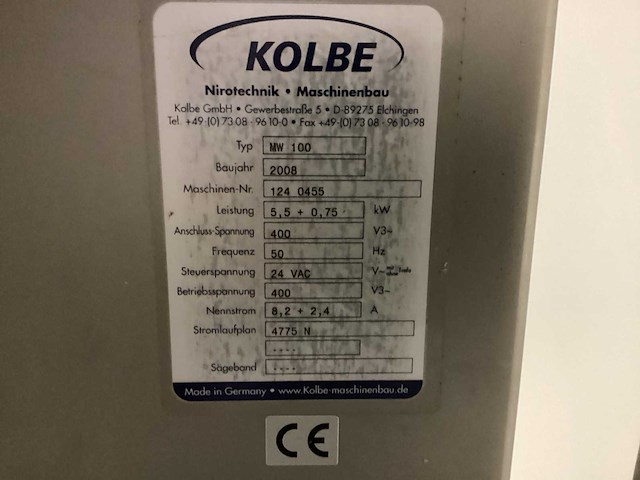 KOLBE
Nirotechnik • Maschinenbau
Kolbe GmbH • Gewerbestraße 5 • D-89275 Elchingen
Tel. +49-(0) 73 08 - 96 10-0 • Fax +49-(0) 73 08 - 96 10-98
Typ MW 100
Baujahr 2008
Maschinen-Nr. 124 0455
Leistung 5,5 + 0,75 kW
Anschluss-Spannung 400 V3~
Frequenz 50 Hz
Steuerspannung 24 VAC V~
Betriebsspannung 400 V3~
Nennstrom 8,2 + 2,4 A
Stromlaufplan 4775 N
----
Sägeband ----
Made in Germany • www.Kolbe-maschinenbau.de
CE